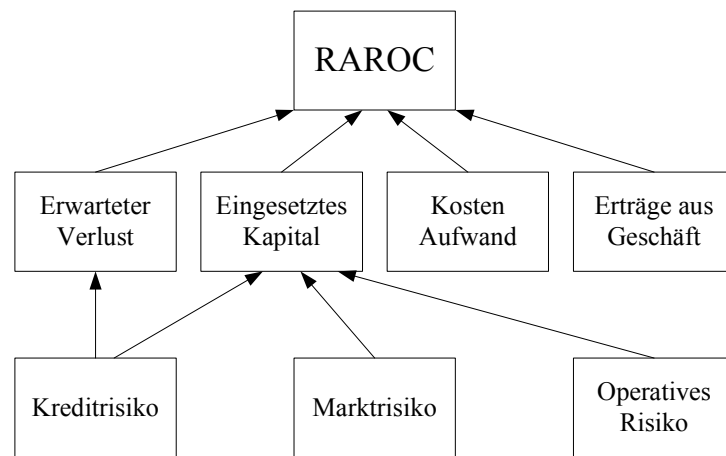 RAROC
Erwarteter
Verlust
Eingesetztes
Kapital
Kosten
Aufwand
Erträge aus
Geschäft
Kreditrisiko
Marktrisiko
Operatives
Risiko